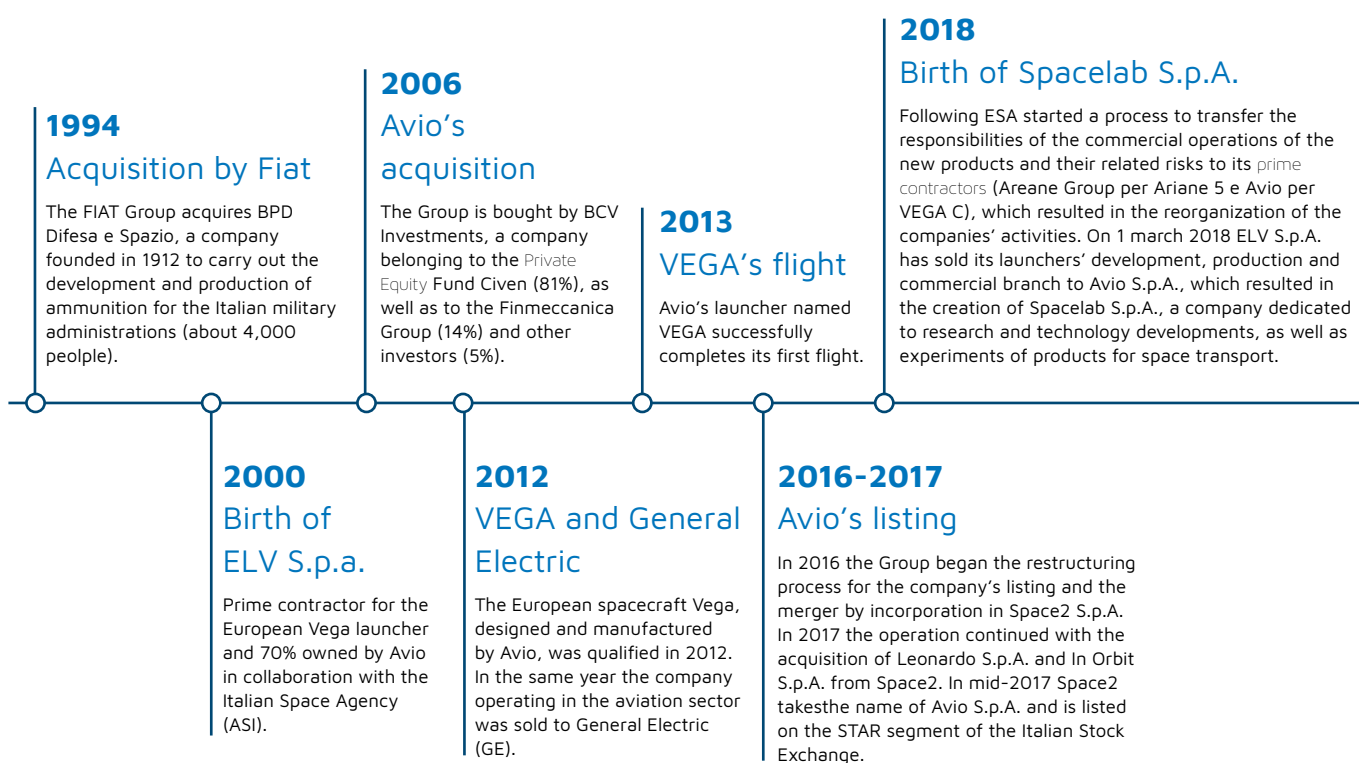 1994
Acquisition by Fiat
The FIAT Group acquires BPD
Difesa e Spazio, a company
founded in 1912 to carry out the
development and production of
ammunition for the Italian military
administrations (about 4,000
peolple).
2000
Birth of
ELV S.p.a.
Prime contractor for the
European Vega launcher
and 70% owned by Avio
in collaboration with the
Italian Space Agency
(ASI).
2006
Avio’s
acquisition
The Group is bought by BCV
Investments, a company
belonging to the Private
Equity Fund Civen (81%), as
well as to the Finmeccanica
Group (14%) and other
investors (5%).
2012
VEGA and General
Electric
The European spacecraft Vega,
designed and manufactured
by Avio, was qualified in 2012.
In the same year the company
operating in the aviation sector
was sold to General Electric
(GE).
2013
VEGA’s flight
Avio’s launcher named
VEGA successfully
completes its first flight.
2016-2017
Avio’s listing
In 2016 the Group began the restructuring
process for the company’s listing and the
merger by incorporation in Space2 S.p.A.
In 2017 the operation continued with the
acquisition of Leonardo S.p.A. and In Orbit
S.p.A. from Space2. In mid-2017 Space2
takesthe name of Avio S.p.A. and is listed
on the STAR segment of the Italian Stock
Exchange.
2018
Birth of Spacelab S.p.A.
Following ESA started a process to transfer the
responsibilities of the commercial operations of the
new products and their related risks to its prime
contractors (Areane Group per Ariane 5 e Avio per
VEGA C), which resulted in the reorganization of the
companies’ activities. On 1 march 2018 ELV S.p.A.
has sold its launchers’ development, production and
commercial branch to Avio S.p.A., which resulted in
the creation of Spacelab S.p.A., a company dedicated
to research and technology developments, as well as
experiments of products for space transport.